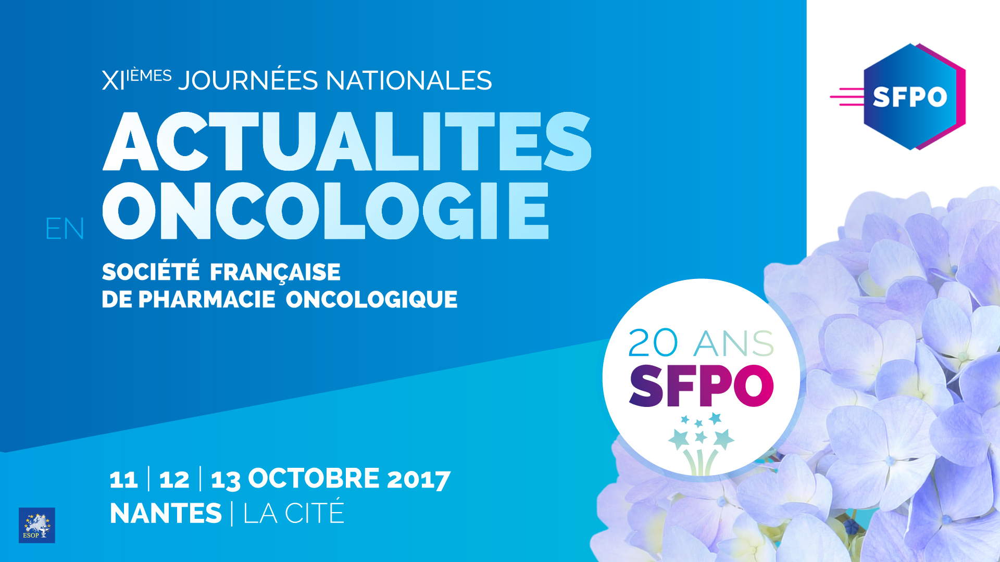 XIIÈMES JOURNÉES NATIONALES
ACTUALITES
EN ONCOLOGIE
SOCIÉTÉ FRANÇAISE
DE PHARMACIE ONCOLOGIQUE
11 | 12 | 13 OCTOBRE 2017
NANTES | LA CITÉ
20 ANS
SFPO
SFPO
ESOP